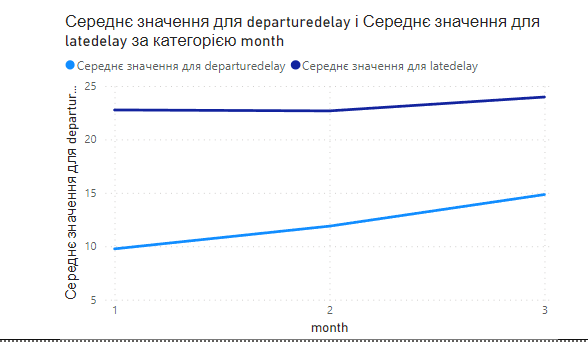 Середнє значення для departuredelay і Середнє значення для
latedelay за категорією month
Середнє значення для departuredelay Середнє значення для latedelay
Середнє значення для departur...
25
20
15
10
5
1 2 3
month